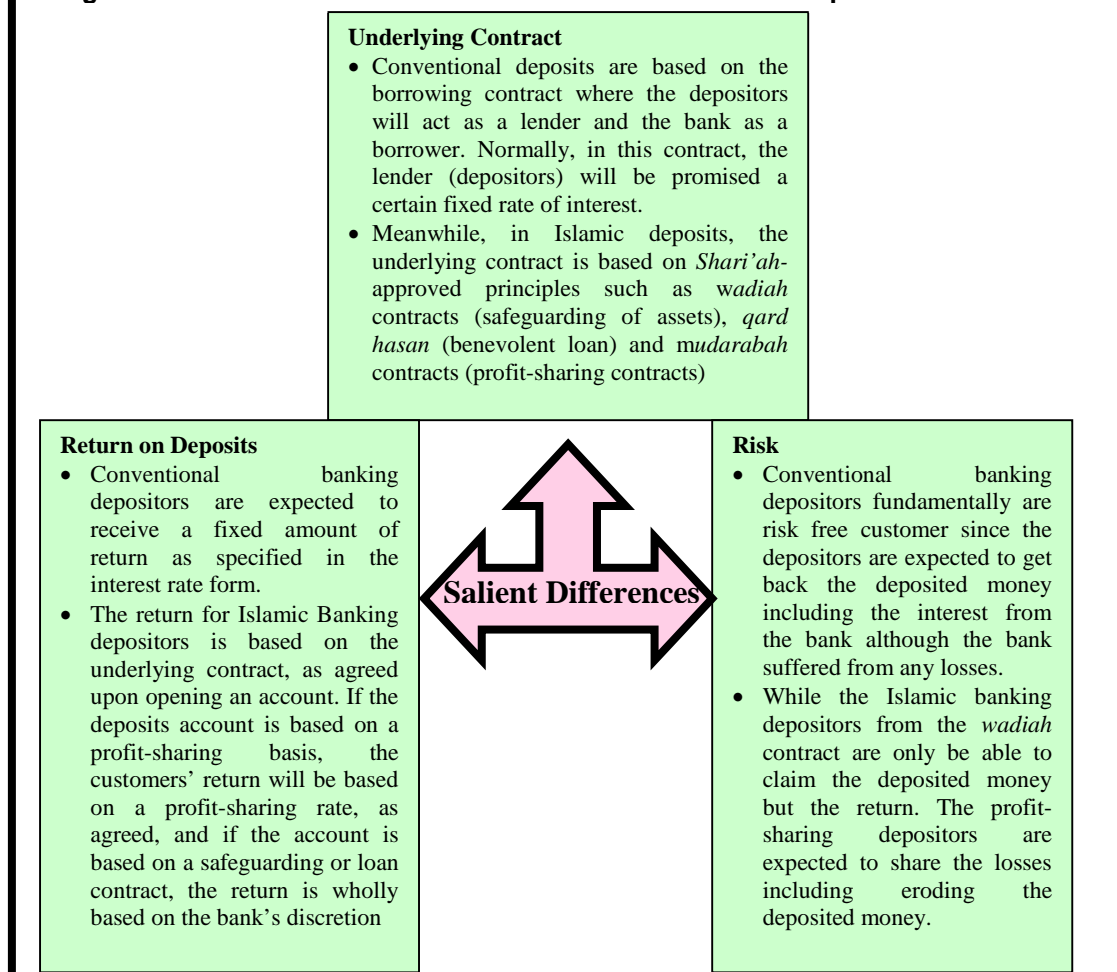 Underlying Contract
• Conventional deposits are based on the
borrowing contract where the depositors
will act as a lender and the bank as a
borrower. Normally, in this contract, the
lender (depositors) will be promised a
certain fixed rate of interest.
• Meanwhile, in Islamic deposits, the
underlying contract is based on Shari'ah-
approved principles such as wadiah
contracts (safeguarding of assets), qard
hasan (benevolent loan) and mudarabah
contracts (profit-sharing contracts)
Return on Deposits
• Conventional banking
depositors are expected to
receive a fixed amount of
return as specified in the
interest rate form.
• The return for Islamic Banking
depositors is based on the
underlying contract, as agreed
upon opening an account. If the
deposits account is based on a
profit-sharing basis, the
customers' return will be based
on a profit-sharing rate, as
agreed, and if the account is
based on a safeguarding or loan
contract, the return is wholly
based on the bank's discretion
Salient Differences
Risk
• Conventional banking
depositors fundamentally are
risk free customer since the
depositors are expected to get
back the deposited money
including the interest from
the bank although the bank
suffered from any losses.
• While the Islamic banking
depositors from the wadiah
contract are only be able to
claim the deposited money
but the return. The profit-
sharing depositors are
expected to share the losses
including eroding the
deposited money.